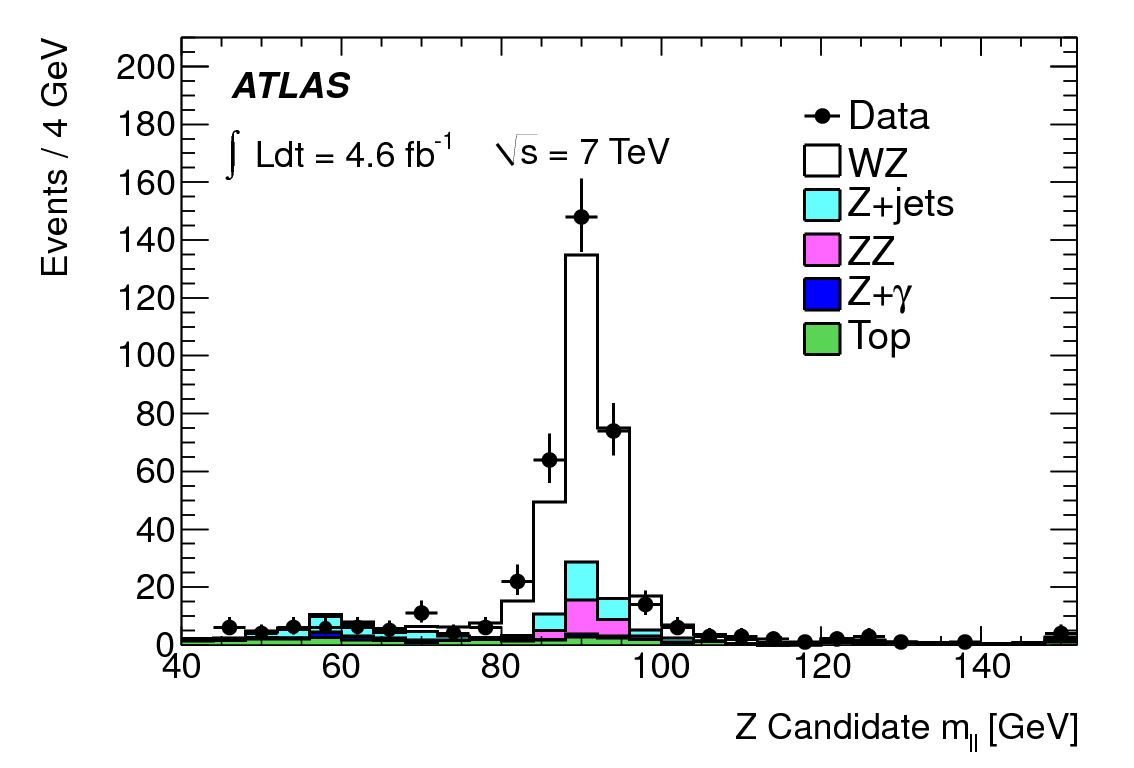 Events / 4 GeV
200
180
160
140
120
100
80
60
40
20
0
ATLAS
∫ Ldt = 4.6 fb⁻¹ √s = 7 TeV
Data
WZ
Z+jets
ZZ
Z+γ
Top
40 60 80 100 120 140
Z Candidate mₗₗ [GeV]